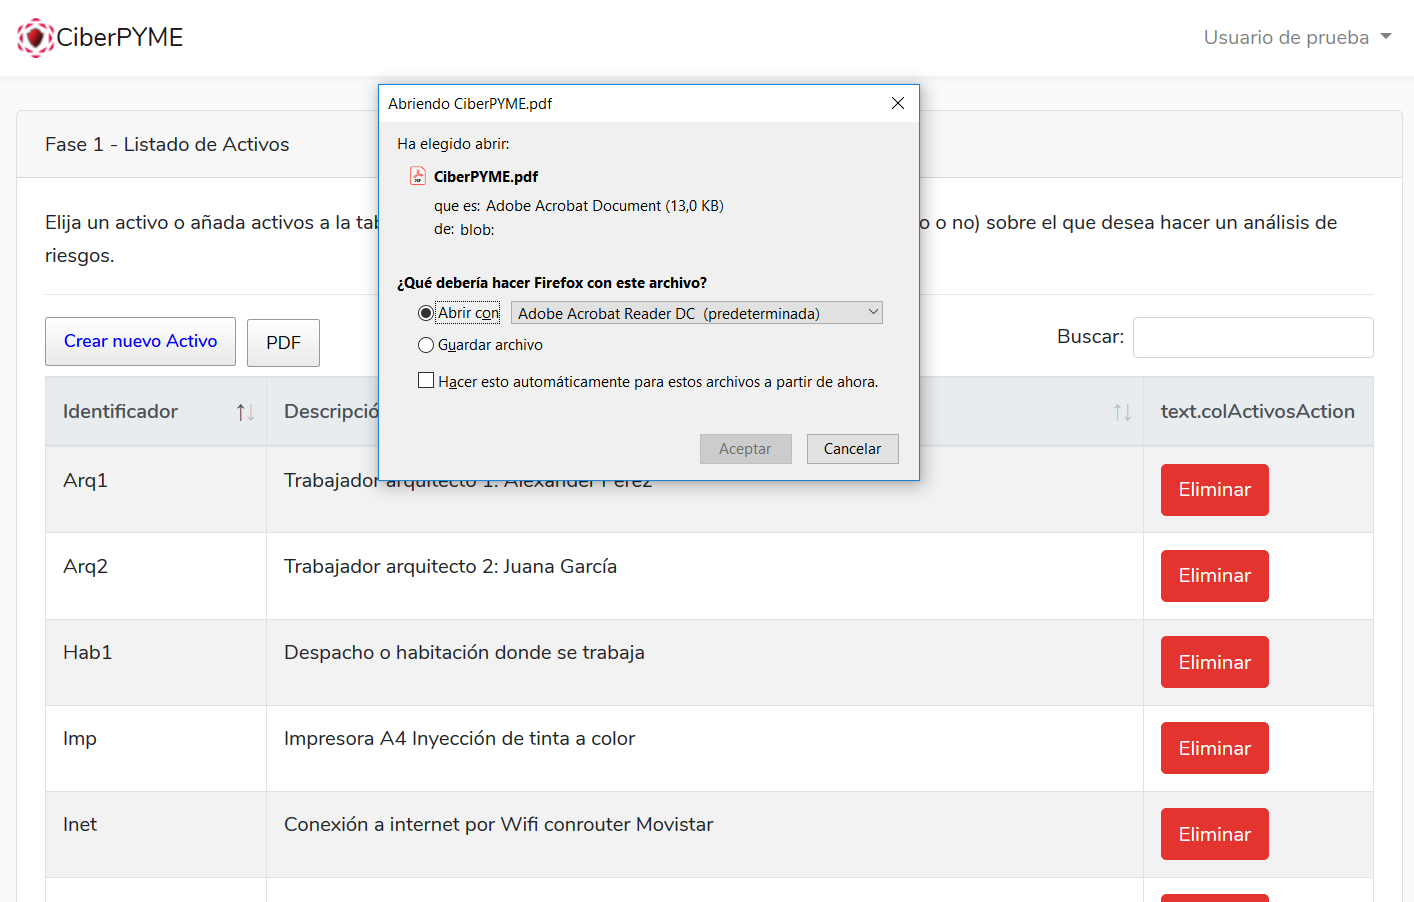 CiberPYME
Usuario de prueba
Abriendo CiberPYME.pdf
Ha elegido abrir:
CiberPYME.pdf
que es: Adobe Acrobat Document (13,0 KB)
de: blob:
¿Qué debería hacer Firefox con este archivo?
Abrir con Adobe Acrobat Reader DC (predeterminada)
Guardar archivo
Hacer esto automáticamente para estos archivos a partir de ahora.
Aceptar Cancelar
Fase 1 - Listado de Activos
Elija un activo o añada activos a la o no) sobre el que desea hacer un análisis de
riesgos.
Crear nuevo Activo PDF Buscar:
Identificador Descripció text.colActivosAction
Arq1 Trabajador arquitecto 1: Alexander Pérez Eliminar
Arq2 Trabajador arquitecto 2: Juana García Eliminar
Hab1 Despacho o habitación donde se trabaja Eliminar
Imp Impresora A4 Inyección de tinta a color Eliminar
Inet Conexión a internet por Wifi conrouter Movistar Eliminar